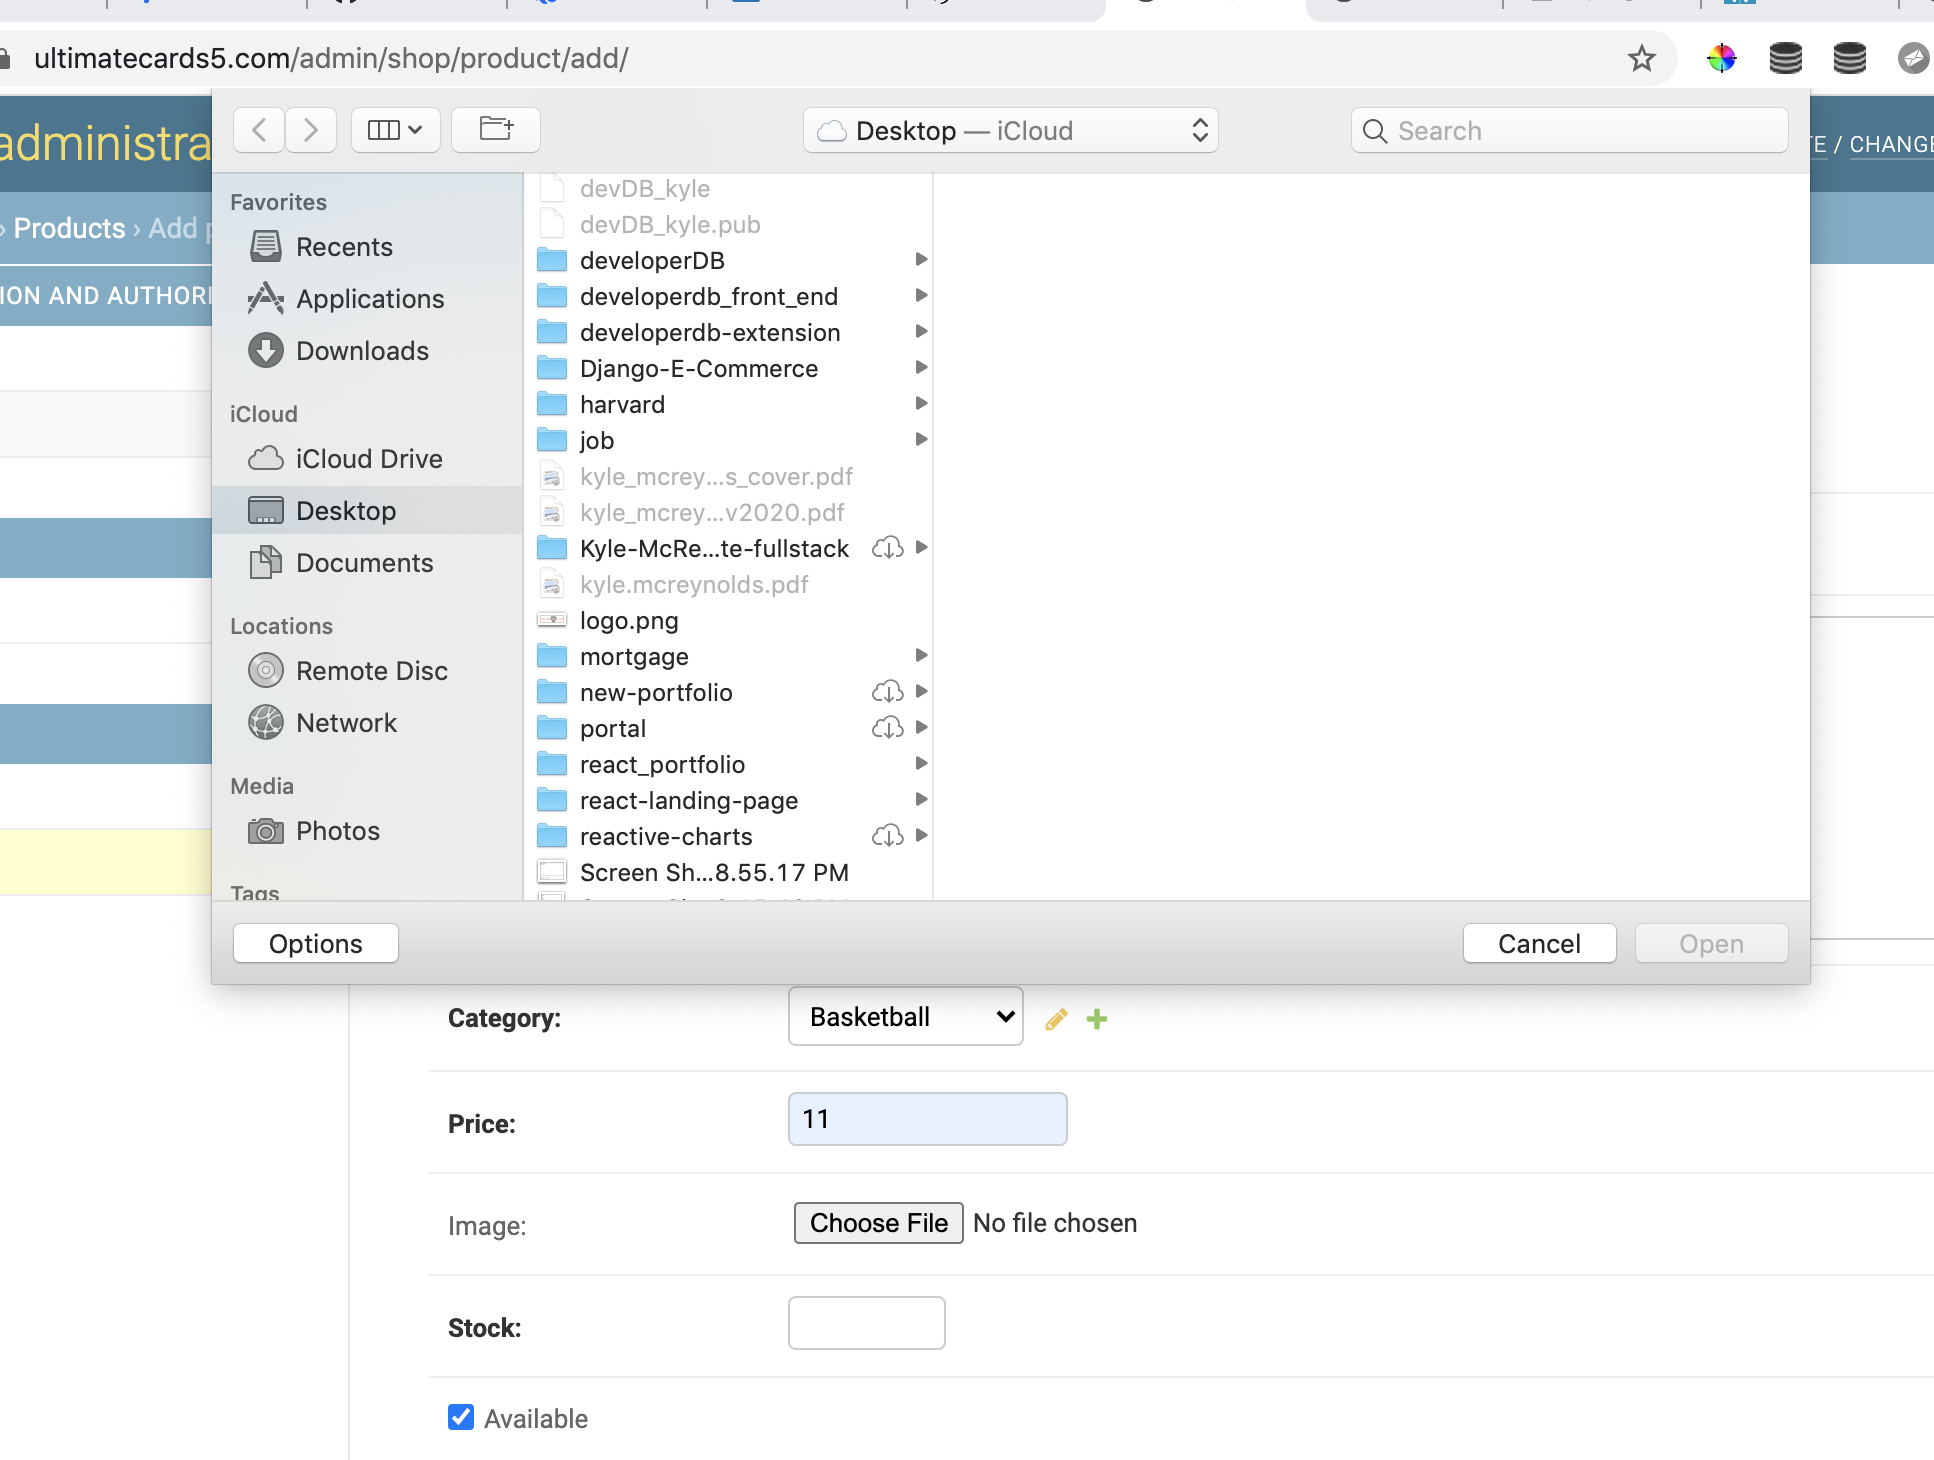 ultimatecards5.com/admin/shop/product/add/
administra
TE / CHANGE
› Products › Add p
ION AND AUTHORI
Desktop — iCloud
Search
Favorites
Recents
Applications
Downloads
iCloud
iCloud Drive
Desktop
Documents
Locations
Remote Disc
Network
Media
Photos
Tags
devDB_kyle
devDB_kyle.pub
developerDB
developerdb_front_end
developerdb-extension
Django-E-Commerce
harvard
job
kyle_mcrey...s_cover.pdf
kyle_mcrey...v2020.pdf
Kyle-McRe...te-fullstack
kyle.mcreynolds.pdf
logo.png
mortgage
new-portfolio
portal
react_portfolio
react-landing-page
reactive-charts
Screen Sh...8.55.17 PM
Options
Cancel
Open
Category:
Basketball
Price:
11
Image:
Choose File No file chosen
Stock:
Available